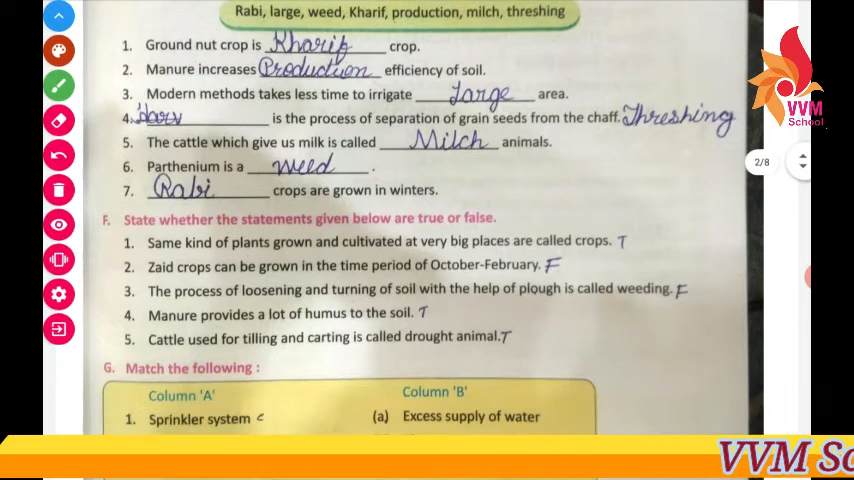 Rabi, large, weed, Kharif, production, milch, threshing
1. Ground nut crop is Kharif crop.
2. Manure increases Production efficiency of soil.
3. Modern methods takes less time to irrigate Large area.
4. Harv is the process of separation of grain seeds from the chaff. Threshing
5. The cattle which give us milk is called Milch animals.
6. Parthenium is a weed.
7. Rabi crops are grown in winters.
F. State whether the statements given below are true or false.
1. Same kind of plants grown and cultivated at very big places are called crops. T
2. Zaid crops can be grown in the time period of October-February. F
3. The process of loosening and turning of soil with the help of plough is called weeding. F
4. Manure provides a lot of humus to the soil. T
5. Cattle used for tilling and carting is called drought animal. T
G. Match the following :
Column 'A' Column 'B'
1. Sprinkler system c (a) Excess supply of water
VVM
School
2/8
VVM Sc